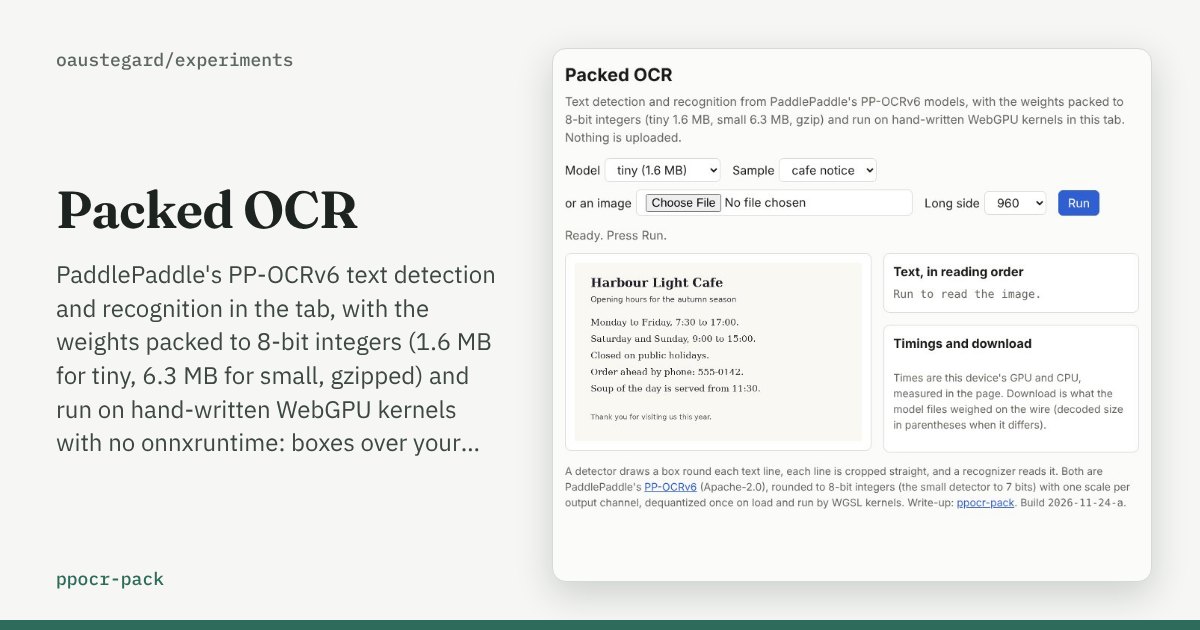 oaustegard/experiments
Packed OCR
PaddlePaddle's PP-OCRv6 text detection
and recognition in the tab, with the
weights packed to 8-bit integers (1.6 MB
for tiny, 6.3 MB for small, gzipped) and
run on hand-written WebGPU kernels
with no onnxruntime: boxes over your...
ppocr-pack
Packed OCR
Text detection and recognition from PaddlePaddle's PP-OCRv6 models, with the weights packed to
8-bit integers (tiny 1.6 MB, small 6.3 MB, gzip) and run on hand-written WebGPU kernels in this tab.
Nothing is uploaded.
Model tiny (1.6 MB) Sample cafe notice
or an image Choose File No file chosen Long side 960 Run
Ready. Press Run.
Harbour Light Cafe
Opening hours for the autumn season
Monday to Friday, 7:30 to 17:00.
Saturday and Sunday, 9:00 to 15:00.
Closed on public holidays.
Order ahead by phone: 555-0142.
Soup of the day is served from 11:30.
Thank you for visiting us this year.
Text, in reading order
Run to read the image.
Timings and download
Times are this device's GPU and CPU,
measured in the page. Download is what the
model files weighed on the wire (decoded size
in parentheses when it differs).
A detector draws a box round each text line, each line is cropped straight, and a recognizer reads it. Both are
PaddlePaddle's PP-OCRv6 (Apache-2.0), rounded to 8-bit integers (the small detector to 7 bits) with one scale per
output channel, dequantized once on load and run by WGSL kernels. Write-up: ppocr-pack. Build 2026-11-24-a.